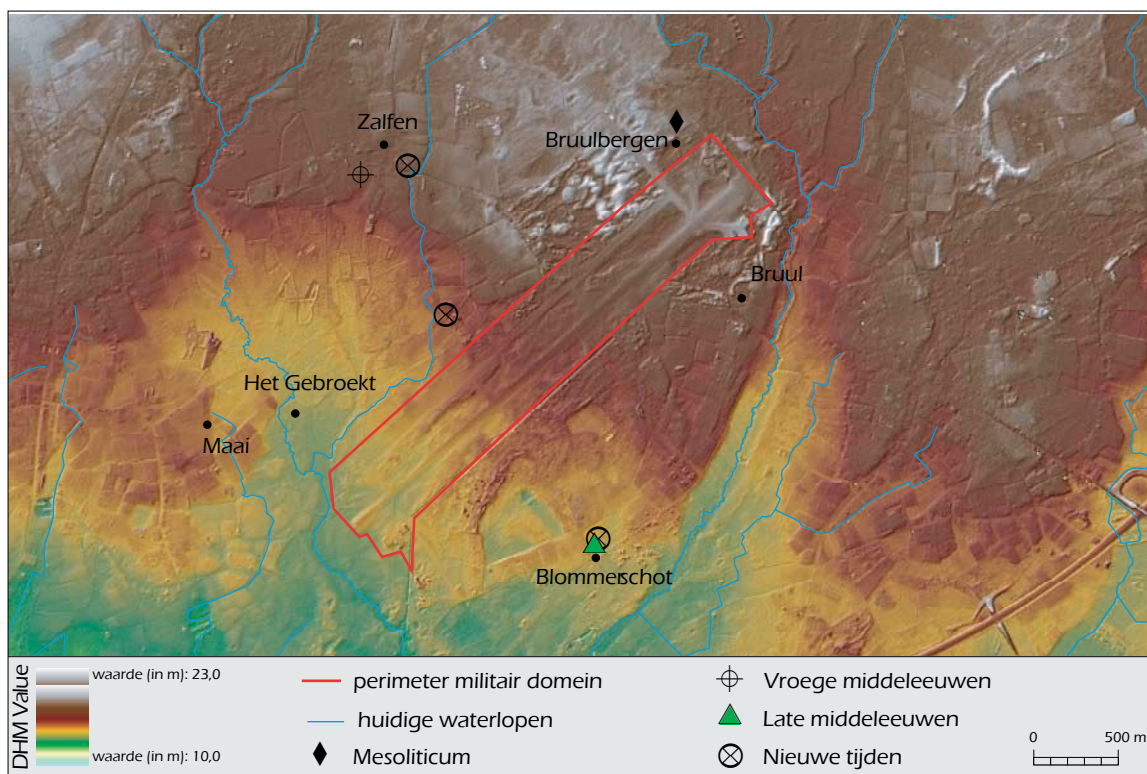 Zalfen
Bruulbergen
Bruul
Het Gebroekt
Maai
Blommerschot
DHM Value
waarde (in m): 23,0
waarde (in m): 10,0
perimeter militair domein
huidige waterlopen
Mesoliticum
Vroege middeleeuwen
Late middeleeuwen
Nieuwe tijden
0 500 m